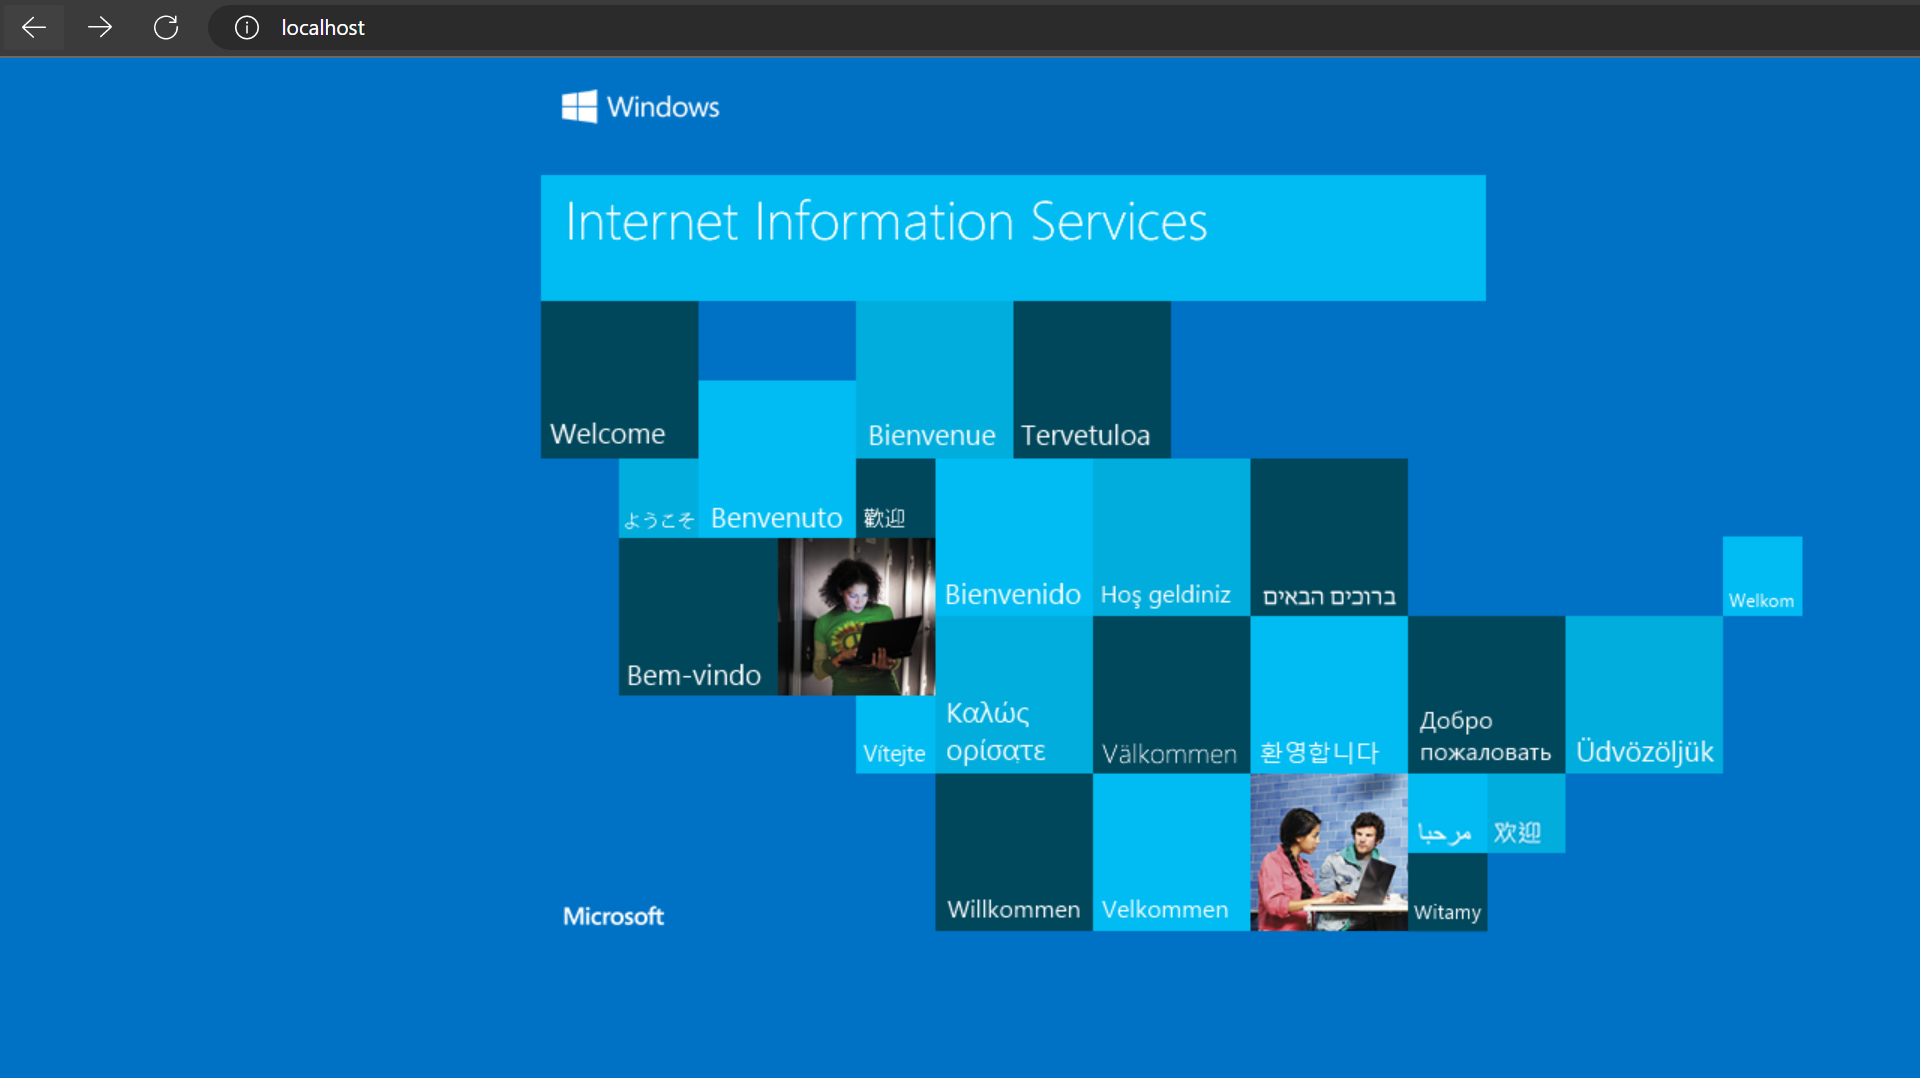 localhost
Windows
Internet Information Services
Welcome
Bienvenue
Tervetuloa
ようこそ
Benvenuto
歡迎
Bienvenido
Hoş geldiniz
ברוכים הבאים
Welkom
Bem-vindo
Vítejte
Καλώς
ορίσατε
Välkommen
환영합니다
Добро
пожаловать
Üdvözöljük
مرحبا
欢迎
Willkommen
Velkommen
Witamy
Microsoft